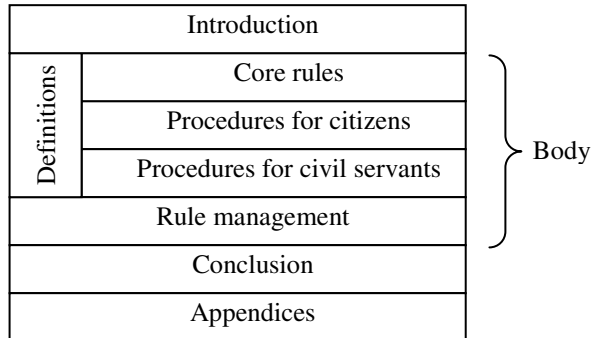 Introduction
Definitions
Core rules
Procedures for citizens
Procedures for civil servants
Rule management
Body
Conclusion
Appendices